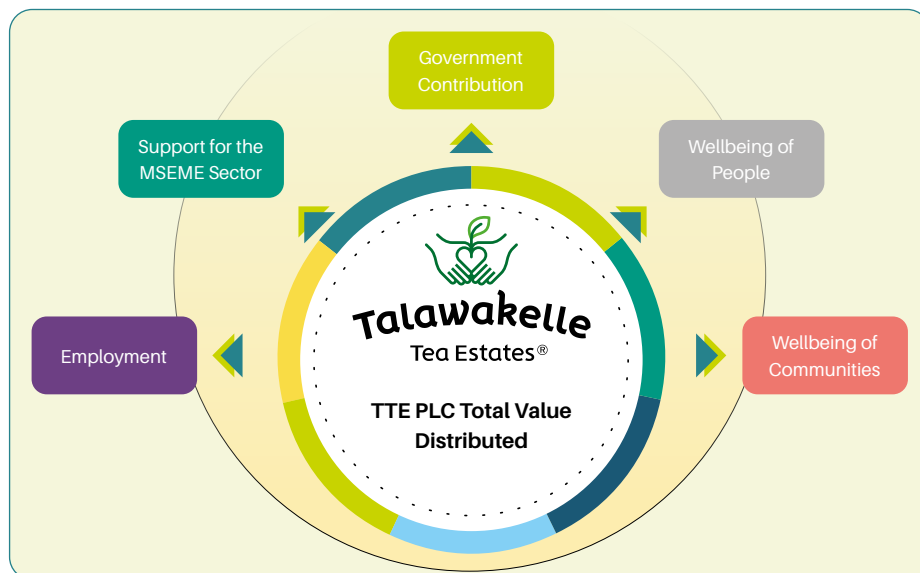 Government
Contribution
Support for the
MSEME Sector
Wellbeing of
People
Employment
Wellbeing of
Communities
Talawakelle
Tea Estates®
TTE PLC Total Value
Distributed